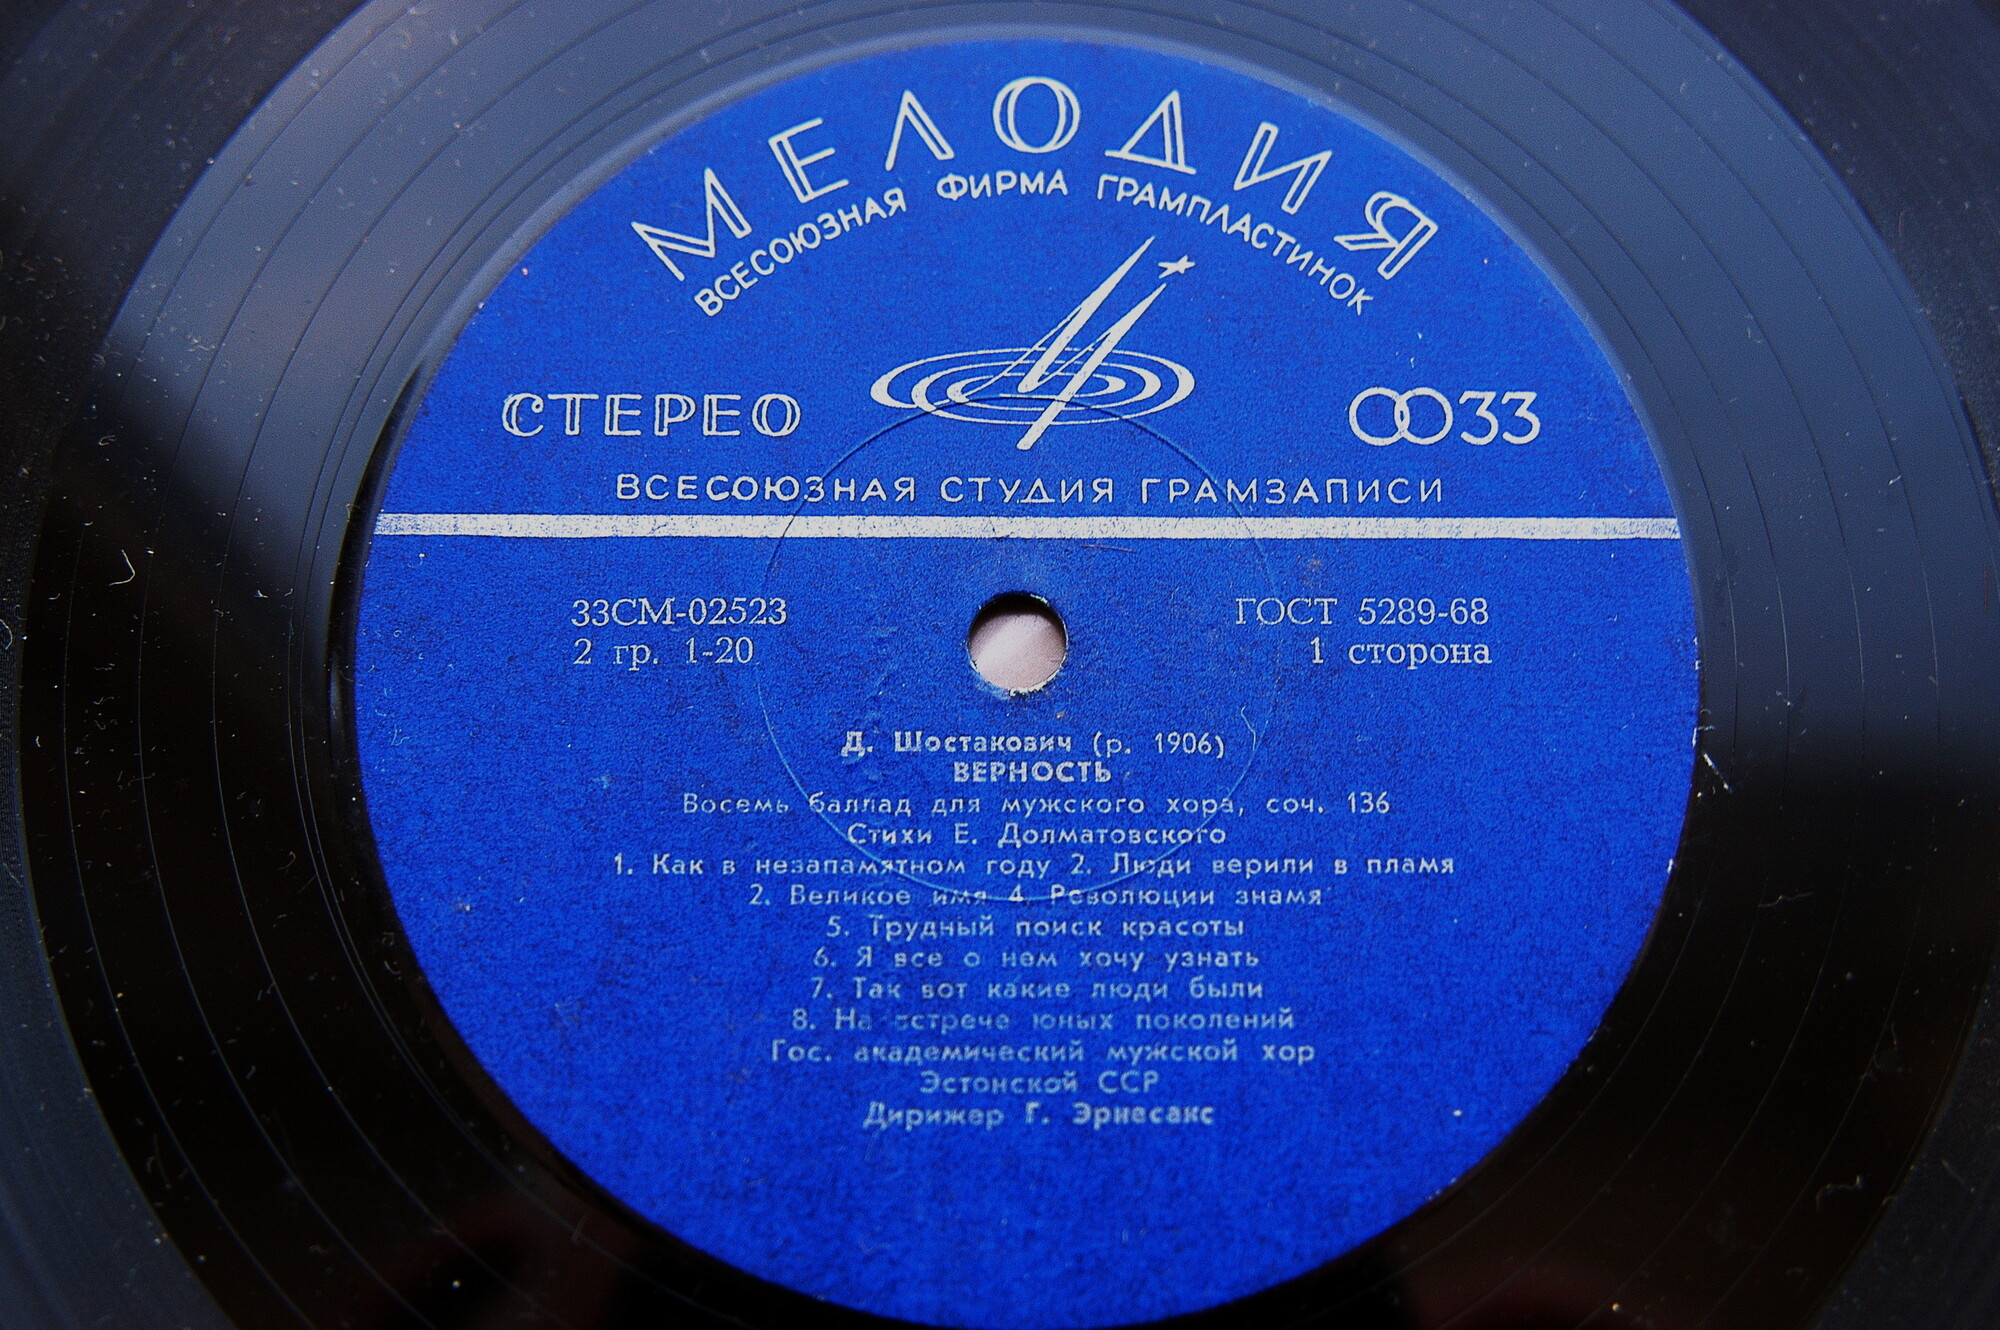 МЕЛОДИЯ
ВСЕСОЮЗНАЯ ФИРМА ГРАМПЛАСТИНОК
СТЕРЕО
33
ВСЕСОЮЗНАЯ СТУДИЯ ГРАМЗАПИСИ
33СМ-02523 ГОСТ 5289-68
2 гр. 1-20 1 сторона
Д. Шостакович (р. 1906)
ВЕРНОСТЬ
Восемь баллад для мужского хора, соч. 136
Стихи Е. Долматовского
1. Как в незапамятном году 2. Люди верили в пламя
2. Великое имя 4. Революции знамя
5. Трудный поиск красоты
6. Я все о нем хочу узнать
7. Так вот какие люди были
8. На встрече юных поколений
Гос. академический мужской хор
Эстонской ССР
Дирижер Г. Эрнесакс